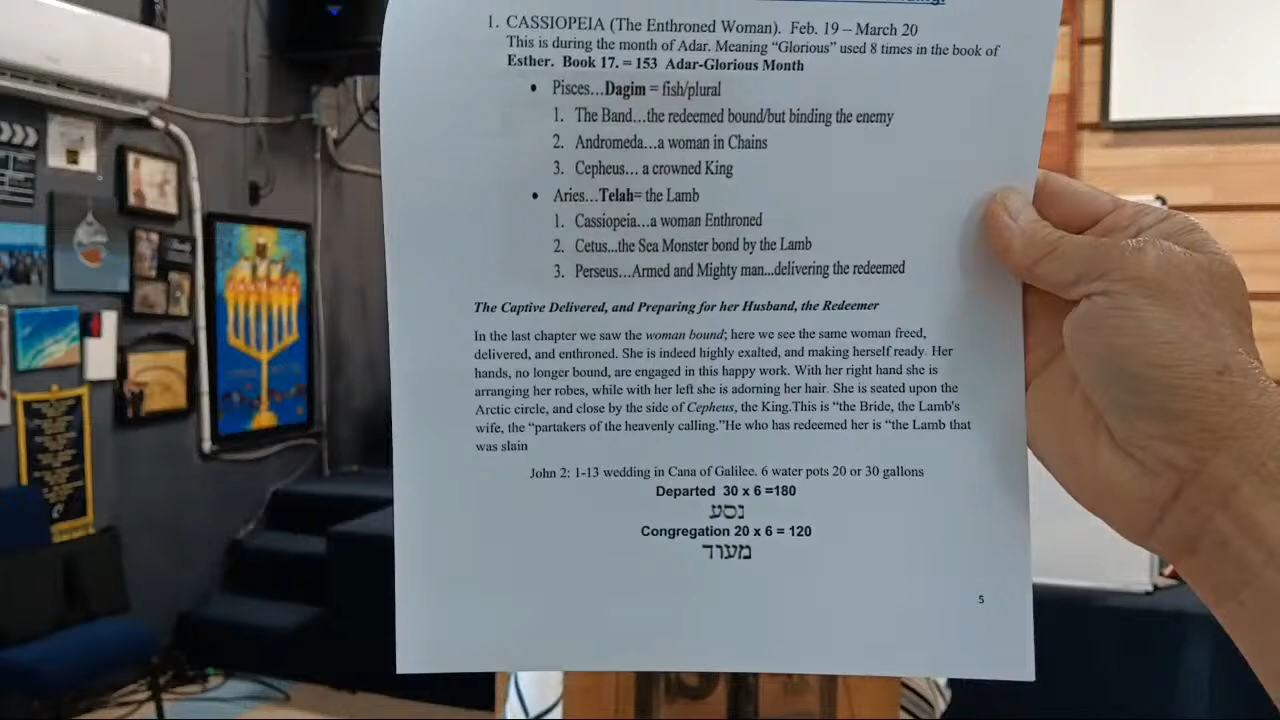 1. CASSIOPEIA (The Enthroned Woman). Feb. 19 – March 20
This is during the month of Adar. Meaning “Glorious” used 8 times in the book of
Esther. Book 17. = 153 Adar-Glorious Month
• Pisces…Dagim = fish/plural
1. The Band…the redeemed bound/but binding the enemy
2. Andromeda…a woman in Chains
3. Cepheus… a crowned King
• Aries…Telah= the Lamb
1. Cassiopeia…a woman Enthroned
2. Cetus...the Sea Monster bond by the Lamb
3. Perseus…Armed and Mighty man...delivering the redeemed
The Captive Delivered, and Preparing for her Husband, the Redeemer
In the last chapter we saw the woman bound; here we see the same woman freed,
delivered, and enthroned. She is indeed highly exalted, and making herself ready. Her
hands, no longer bound, are engaged in this happy work. With her right hand she is
arranging her robes, while with her left she is adorning her hair. She is seated upon the
Arctic circle, and close by the side of Cepheus, the King.This is “the Bride, the Lamb's
wife, the “partakers of the heavenly calling.”He who has redeemed her is “the Lamb that
was slain
John 2: 1-13 wedding in Cana of Galilee. 6 water pots 20 or 30 gallons
Departed 30 x 6 =180
נסע
Congregation 20 x 6 = 120
מעוד
5